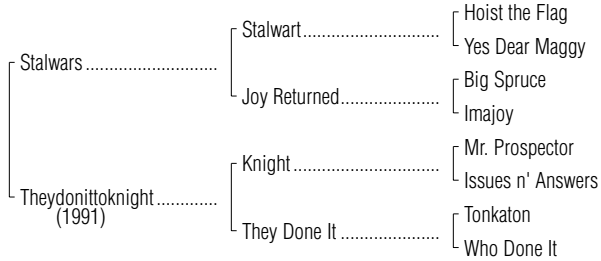 Hoist the Flag
Stalwart
Yes Dear Maggy
Stalwars
Big Spruce
Joy Returned
Imajoy
Mr. Prospector
Knight
Issues n' Answers
Theydonittoknight
(1991)
Tonkaton
They Done It
Who Done It